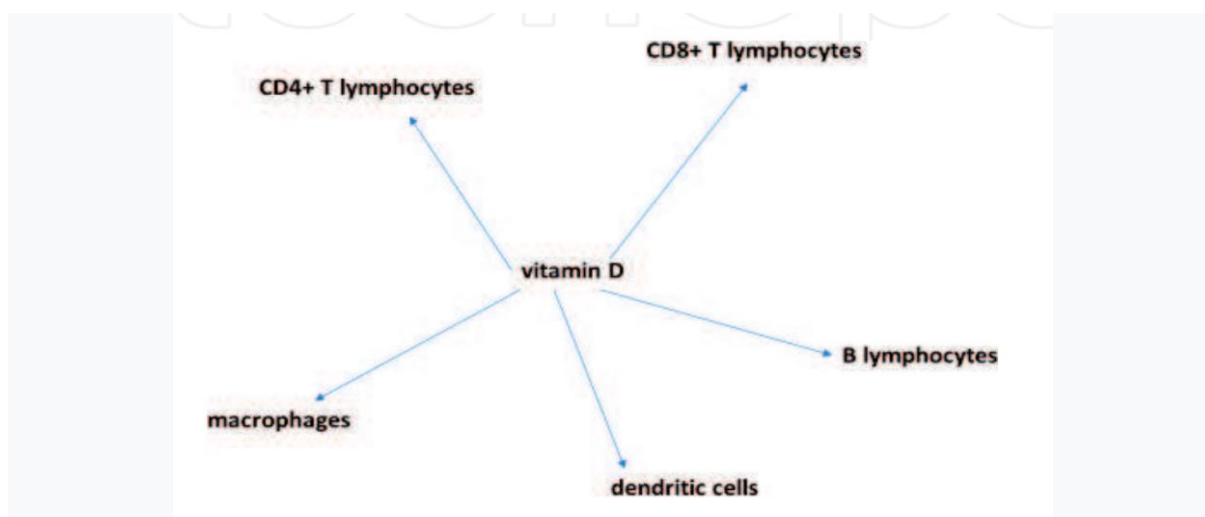 CD8+ T lymphocytes
CD4+ T lymphocytes
vitamin D
B lymphocytes
macrophages
dendritic cells